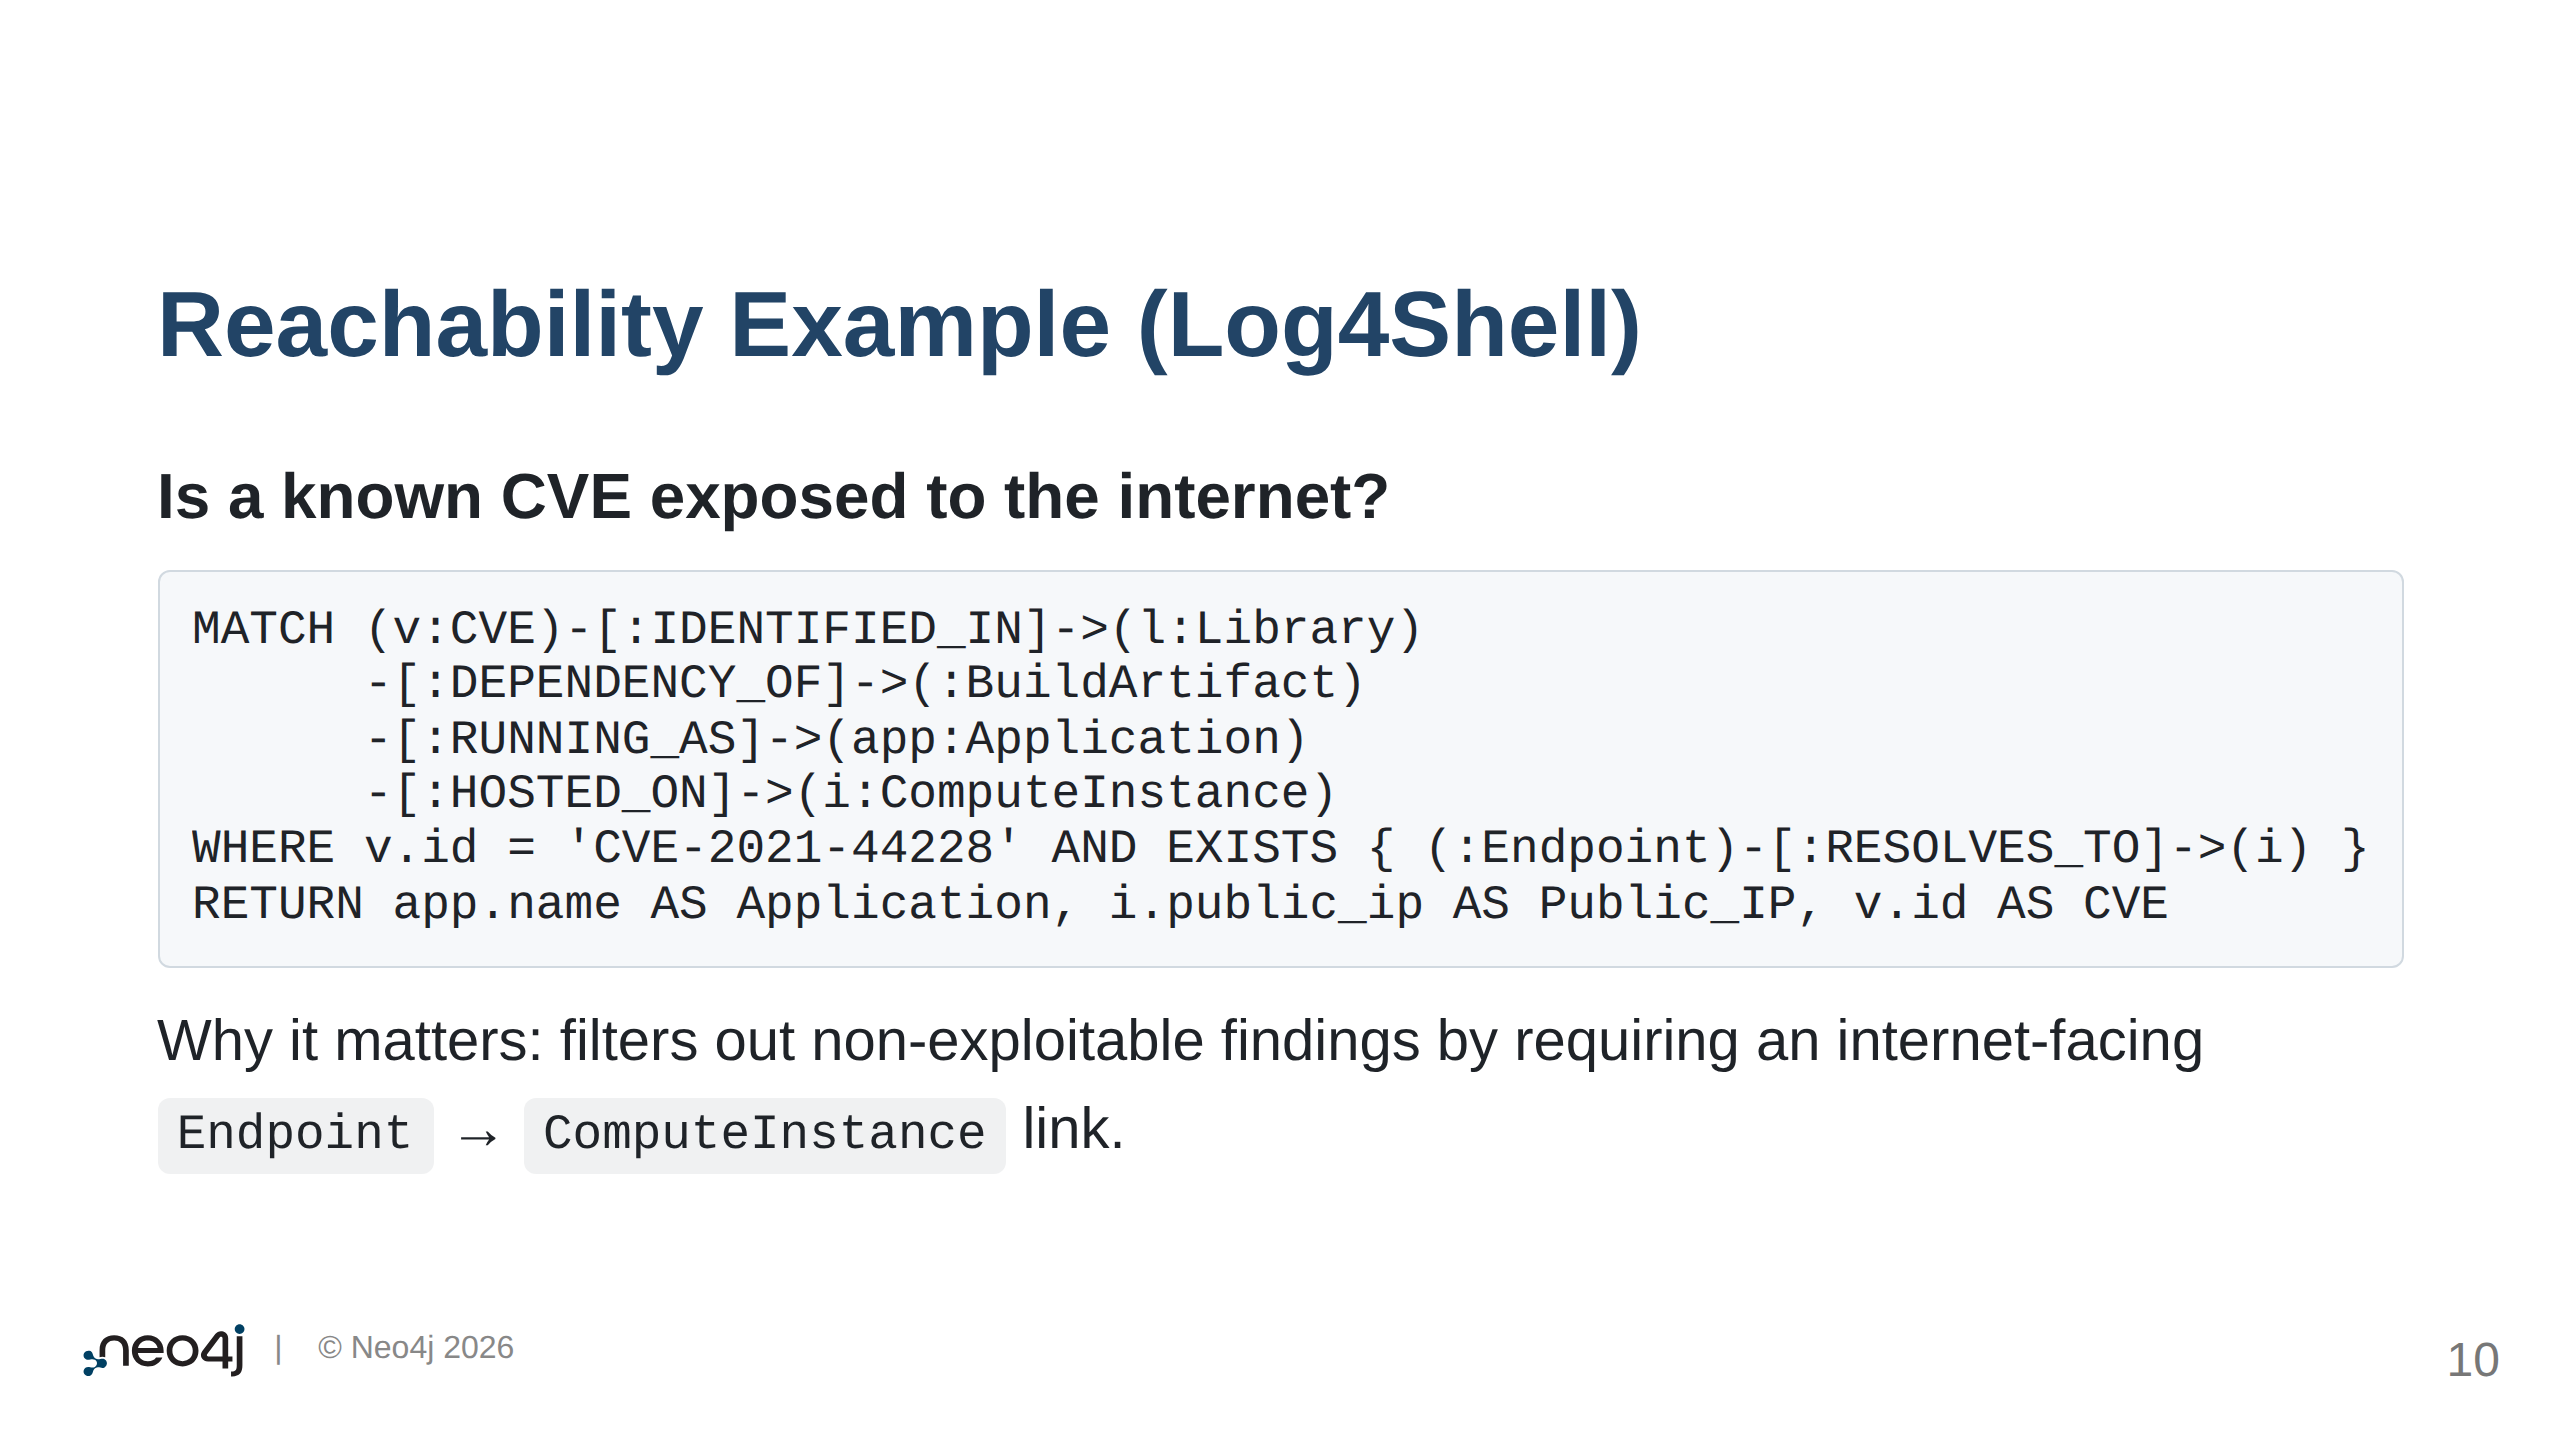 Reachability Example (Log4Shell)
Is a known CVE exposed to the internet?
MATCH (v:CVE)-[:IDENTIFIED_IN]->(l:Library)
      -[:DEPENDENCY_OF]->(:BuildArtifact)
      -[:RUNNING_AS]->(app:Application)
      -[:HOSTED_ON]->(i:ComputeInstance)
WHERE v.id = 'CVE-2021-44228' AND EXISTS { (:Endpoint)-[:RESOLVES_TO]->(i) }
RETURN app.name AS Application, i.public_ip AS Public_IP, v.id AS CVE
Why it matters: filters out non-exploitable findings by requiring an internet-facing
Endpoint → ComputeInstance link.
neo4j | © Neo4j 2026
10